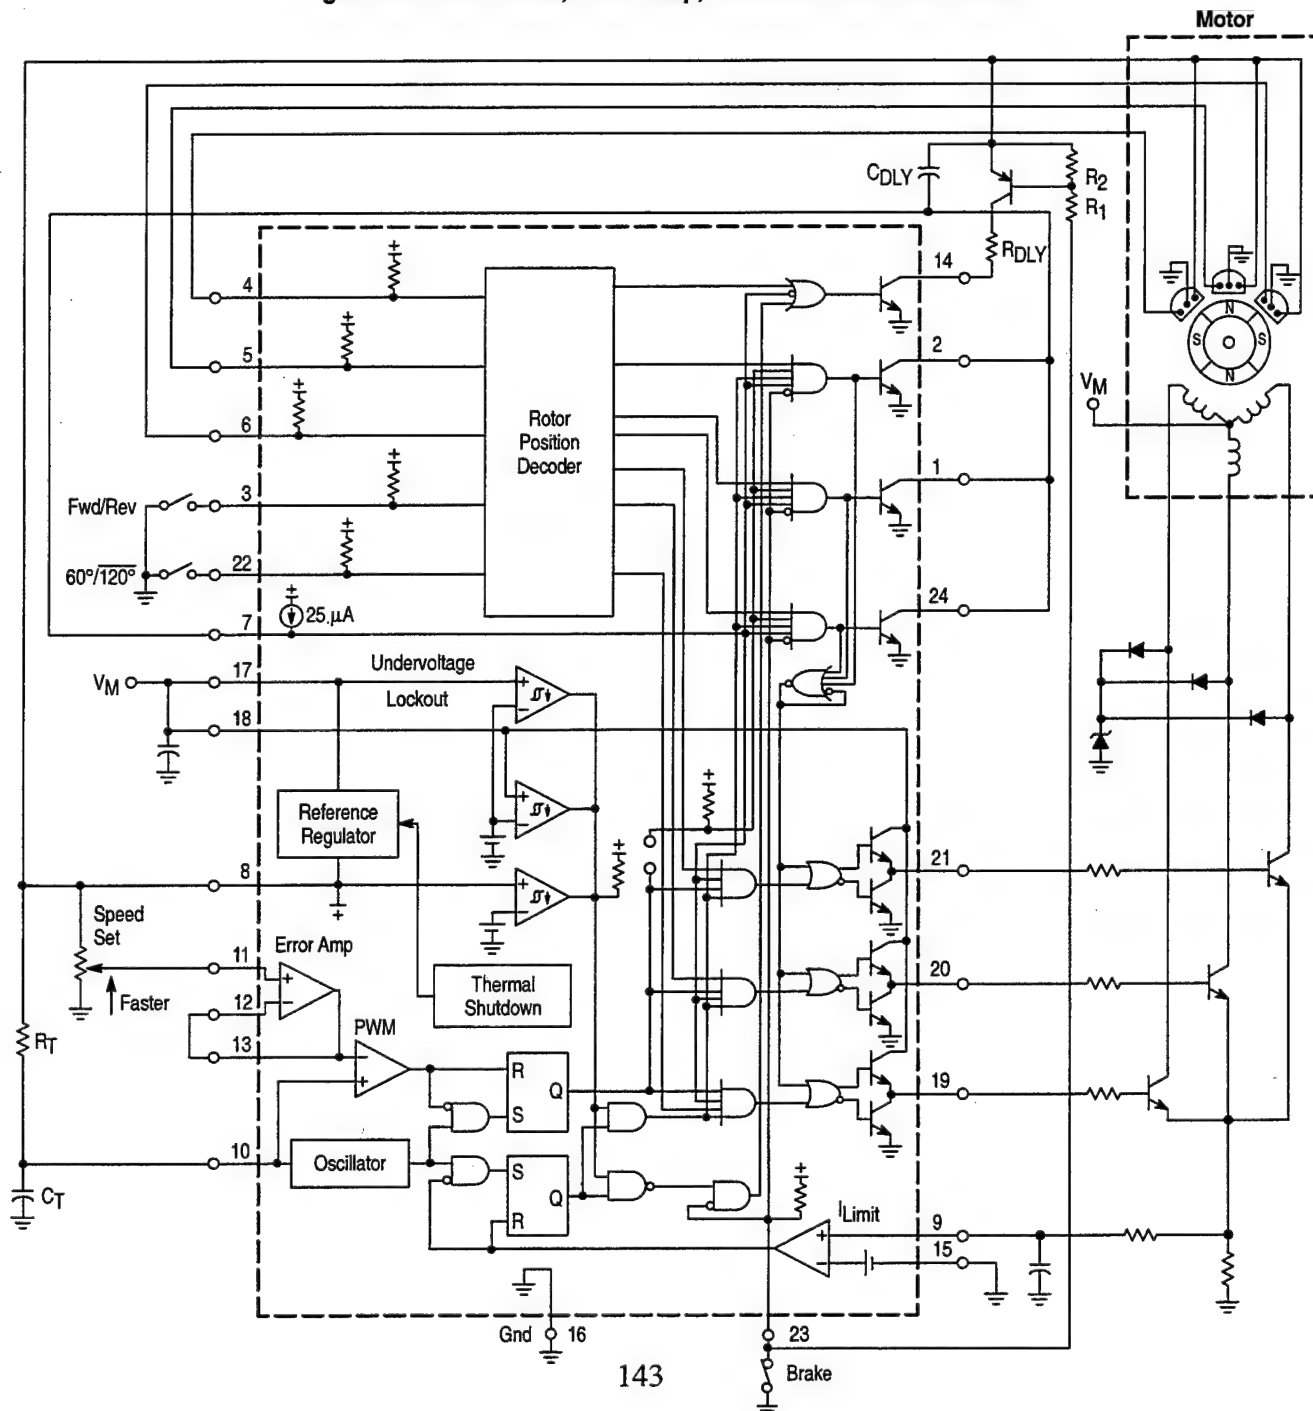 Motor
CDLY
R2
R1
RDLY
14
4
5
2
VM
6
Rotor
Position
Decoder
N
S
S
N
Fwd/Rev
3
1
60°/120°
22
25 µA
24
7
VM
17
Undervoltage
Lockout
18
Reference
Regulator
21
8
Speed
Set
11
Error Amp
20
Faster
12
Thermal
Shutdown
RT
13
PWM
R
Q
S
19
10
Oscillator
S
Q
R
CT
ILimit
9
15
Gnd
16
23
143
Brake